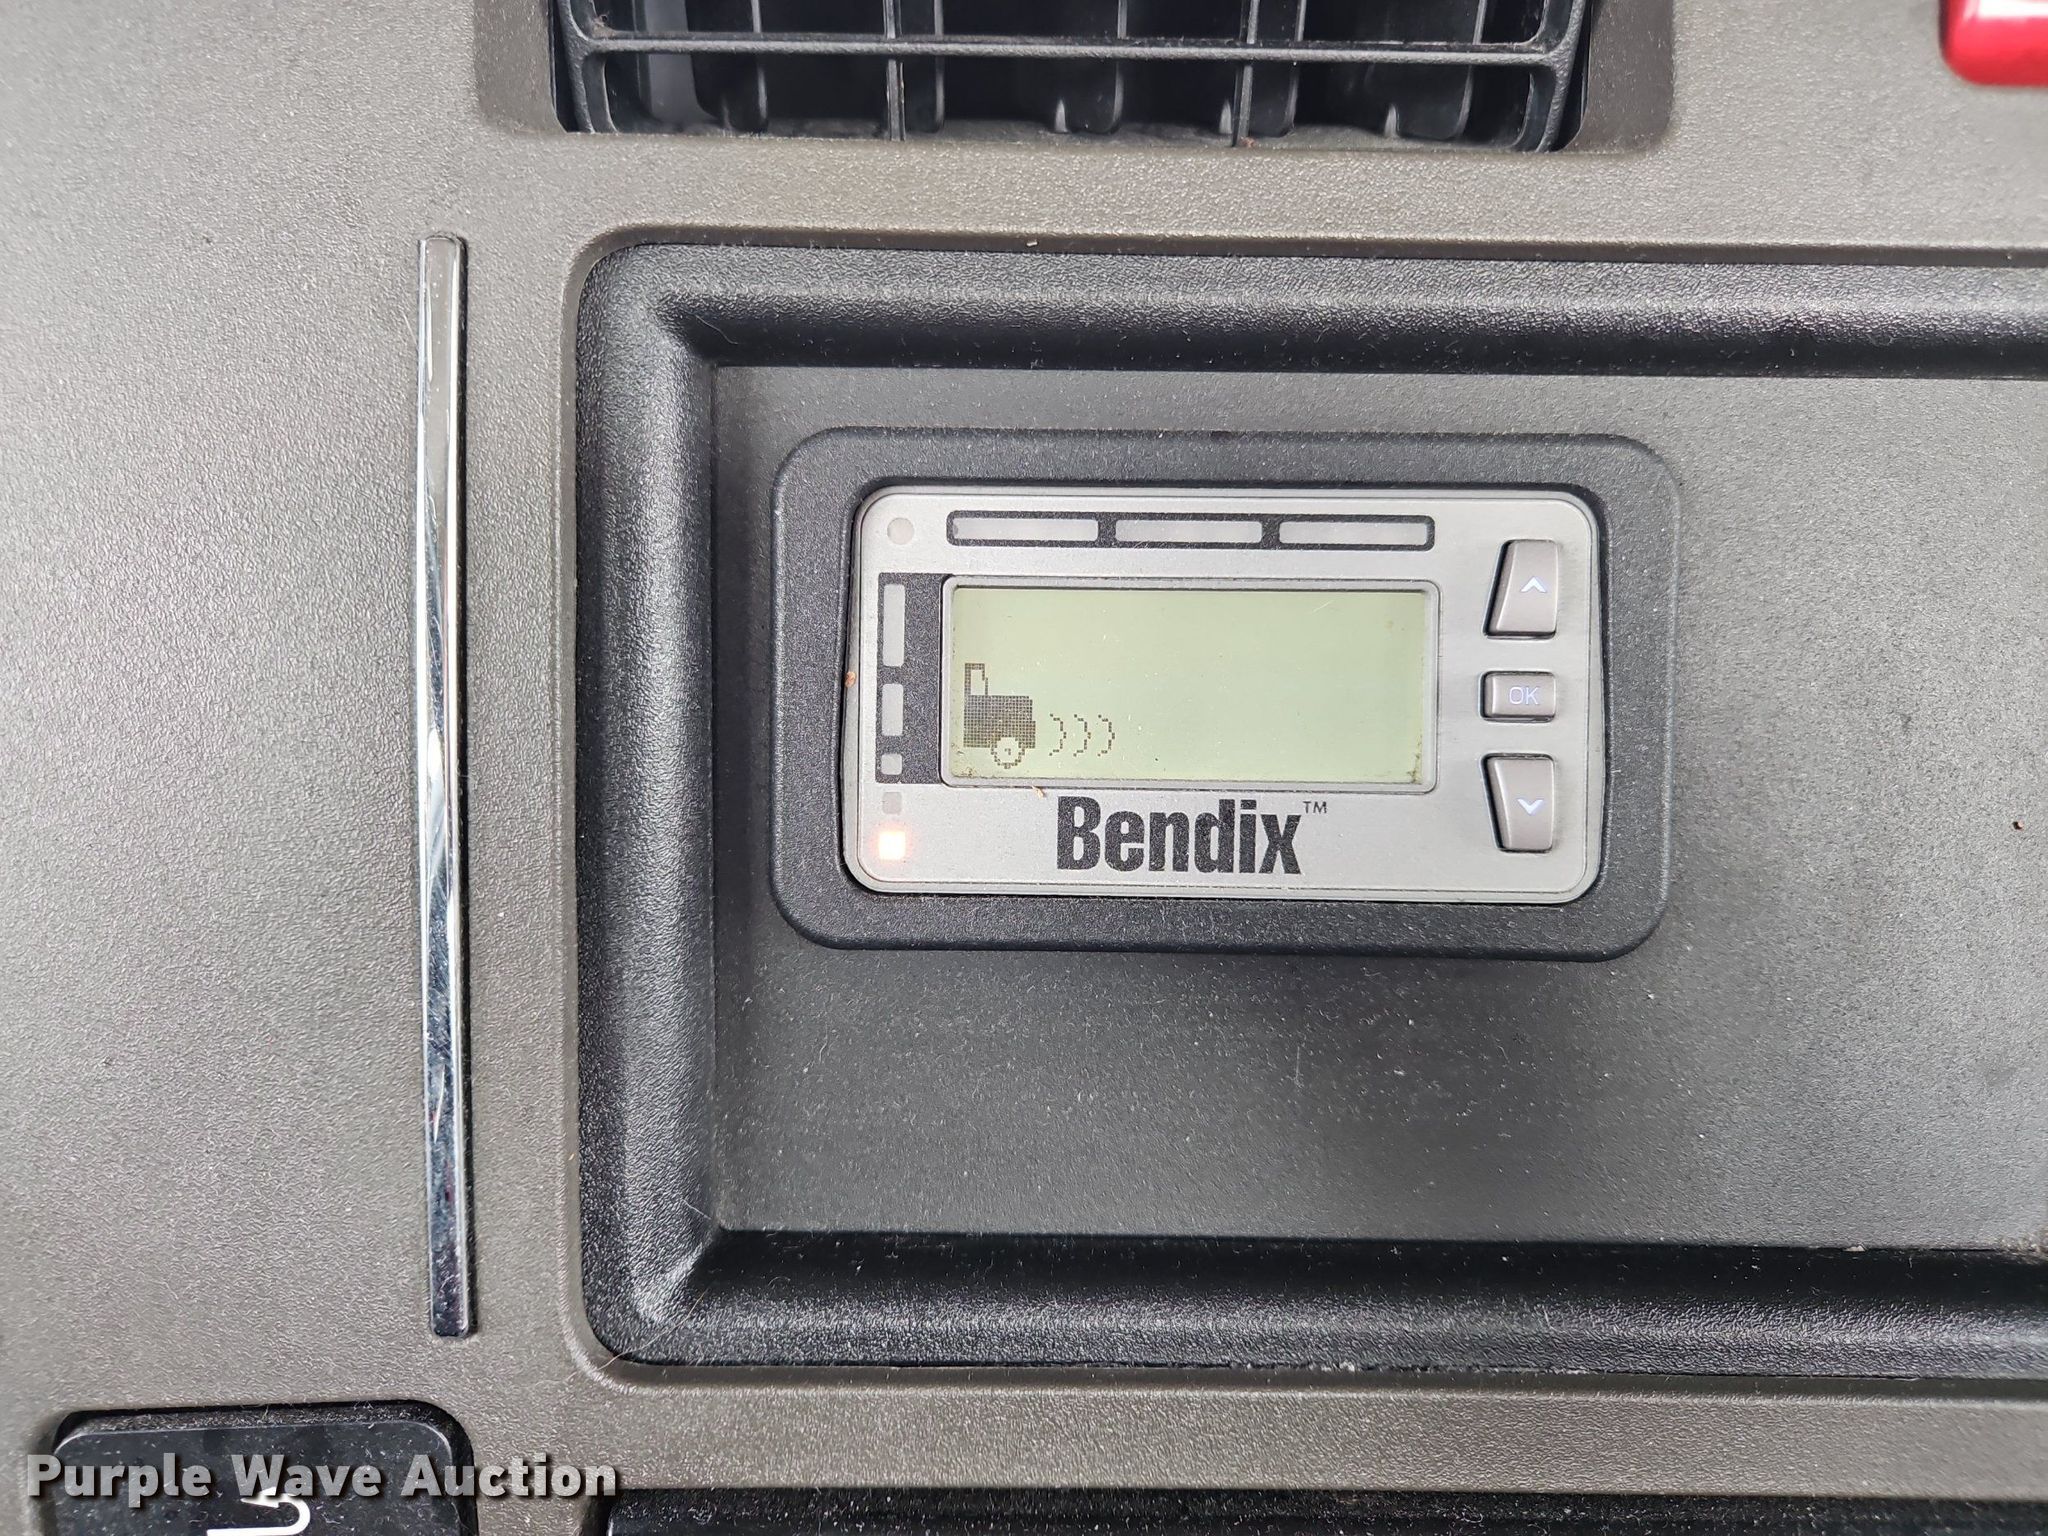 OK
Bendix™
Purple Wave Auction